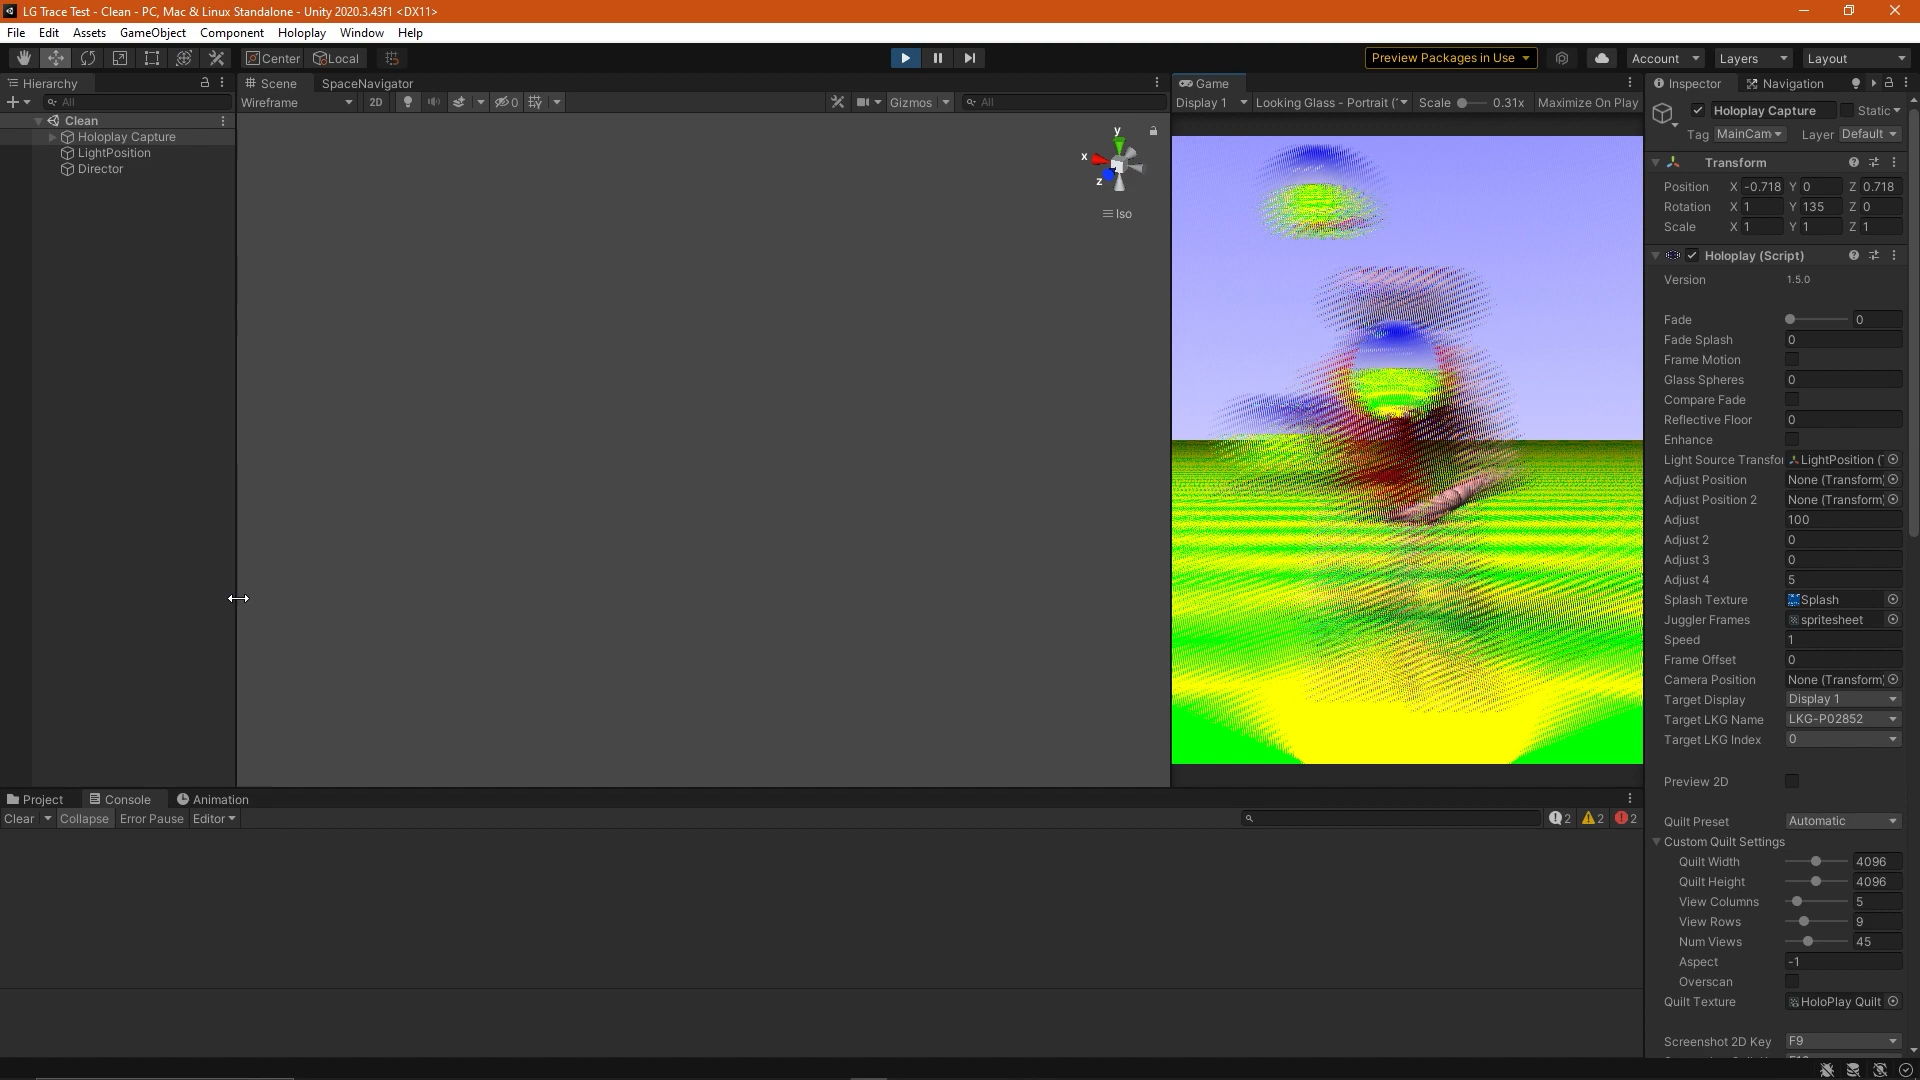 LG Trace Test - Clean - PC, Mac & Linux Standalone - Unity 2020.3.43f1 <DX11>
File Edit Assets GameObject Component Holoplay Window Help
Center Local Preview Packages in Use Account Layers Layout
Hierarchy
All
Clean
Holoplay Capture
LightPosition
Director
Scene SpaceNavigator
Wireframe 2D 0 Gizmos All
y
x
z
Iso
Game
Display 1 Looking Glass - Portrait ( Scale 0.31x Maximize On Play
Inspector Navigation
Holoplay Capture Static
Tag MainCam Layer Default
Transform
Position X -0.718 Y 0 Z 0.718
Rotation X 1 Y 135 Z 0
Scale X 1 Y 1 Z 1
Holoplay (Script)
Version 1.5.0
Fade 0
Fade Splash 0
Frame Motion
Glass Spheres 0
Compare Fade
Reflective Floor 0
Enhance
Light Source Transfor LightPosition (
Adjust Position None (Transform)
Adjust Position 2 None (Transform)
Adjust 100
Adjust 2 0
Adjust 3 0
Adjust 4 5
Splash Texture Splash
Juggler Frames spritesheet
Speed 1
Frame Offset 0
Camera Position None (Transform)
Target Display Display 1
Target LKG Name LKG-P02852
Target LKG Index 0
Preview 2D
Quilt Preset Automatic
Custom Quilt Settings
Quilt Width 4096
Quilt Height 4096
View Columns 5
View Rows 9
Num Views 45
Aspect -1
Overscan
Quilt Texture HoloPlay Quilt
Screenshot 2D Key F9
Project Console Animation
Clear Collapse Error Pause Editor 2 2 2